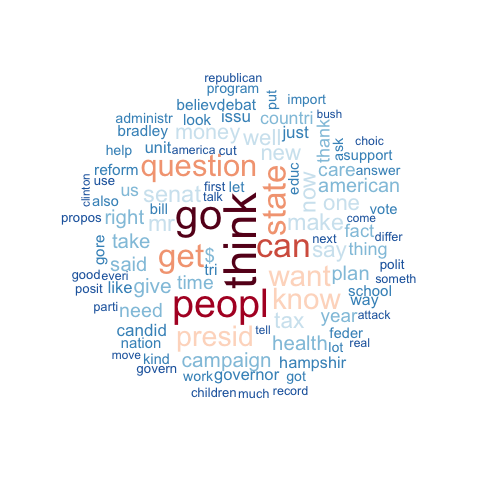 republican
program
put
import
believ debat
administr look issu countri thank bush
bradley money well just ask choic
help unit america cut new support
reform question educ care answer
clinton use us senat first let state now american
also talk one vote
propos right bill mr go think make fact come
gore take get $ can say thing differ
good everi said tri next polit
posit like give time want plan someth
parti need peopl know school way
candid presid tax year attack
nation tell health feder real
move kind campaign lot
govern work governor hampshir
got
children much record